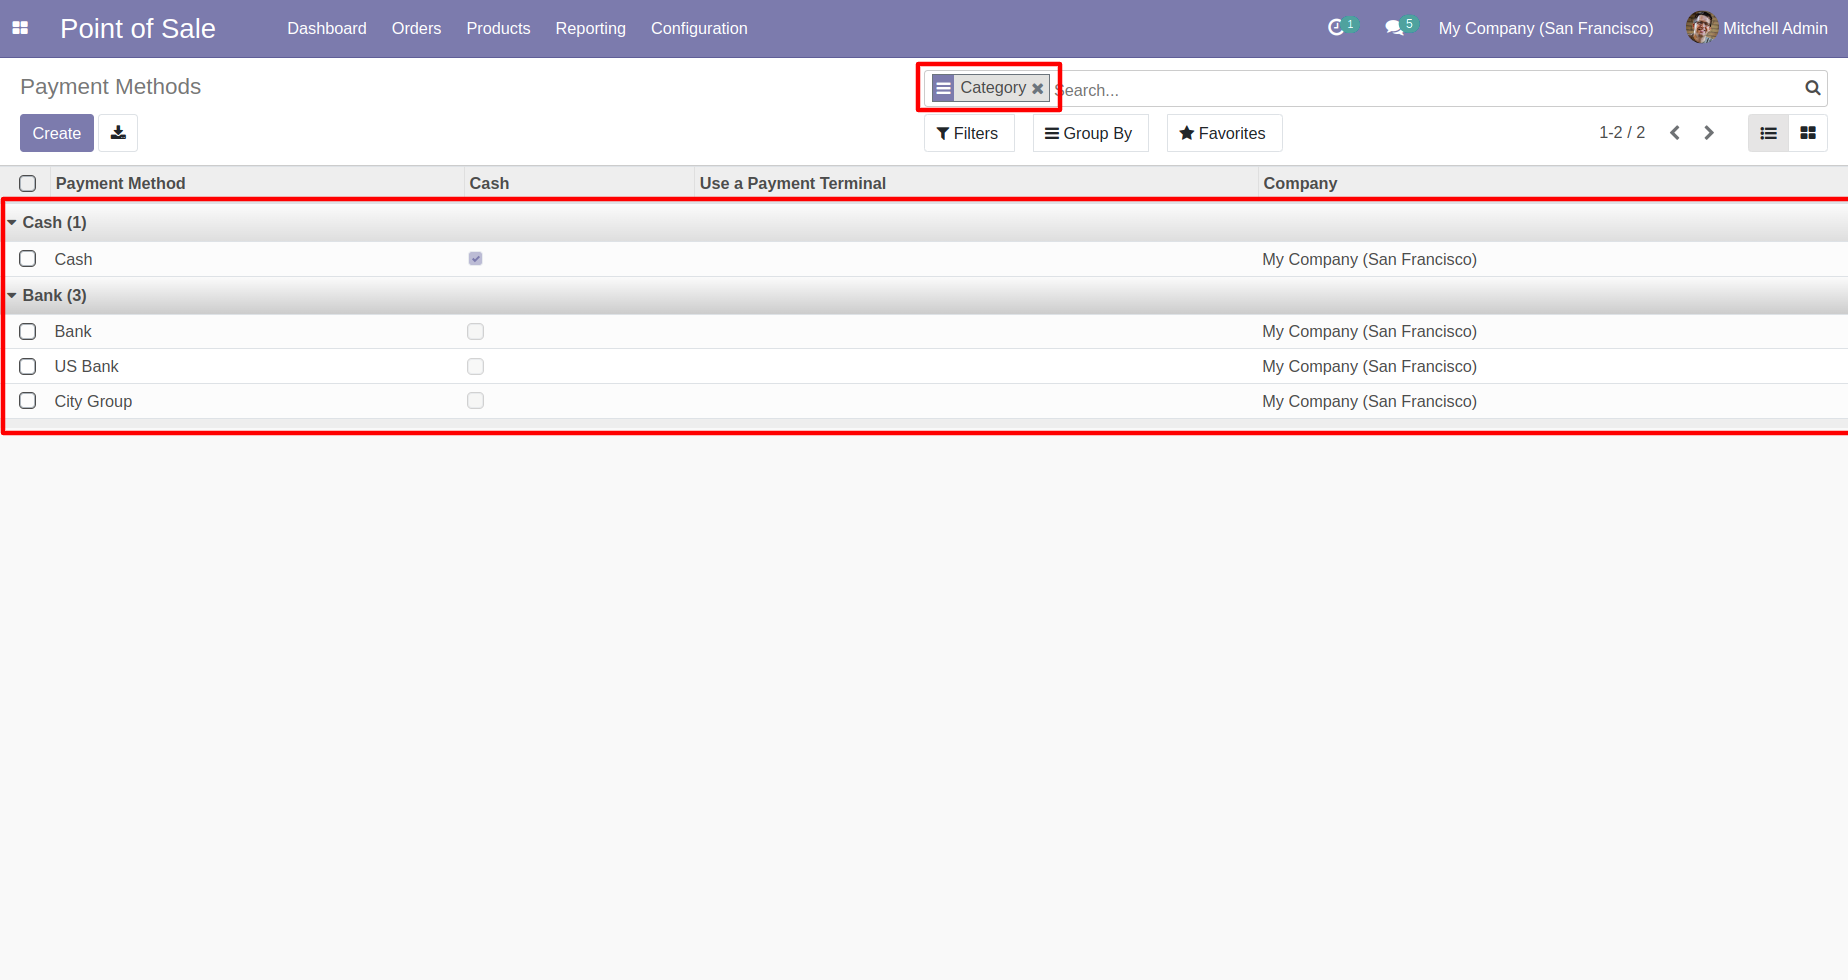 Point of Sale Dashboard Orders Products Reporting Configuration 1 5 My Company (San Francisco) Mitchell Admin
Payment Methods Category Search...
Create Filters Group By Favorites 1-2 / 2
Payment Method Cash Use a Payment Terminal Company
Cash (1)
Cash My Company (San Francisco)
Bank (3)
Bank My Company (San Francisco)
US Bank My Company (San Francisco)
City Group My Company (San Francisco)